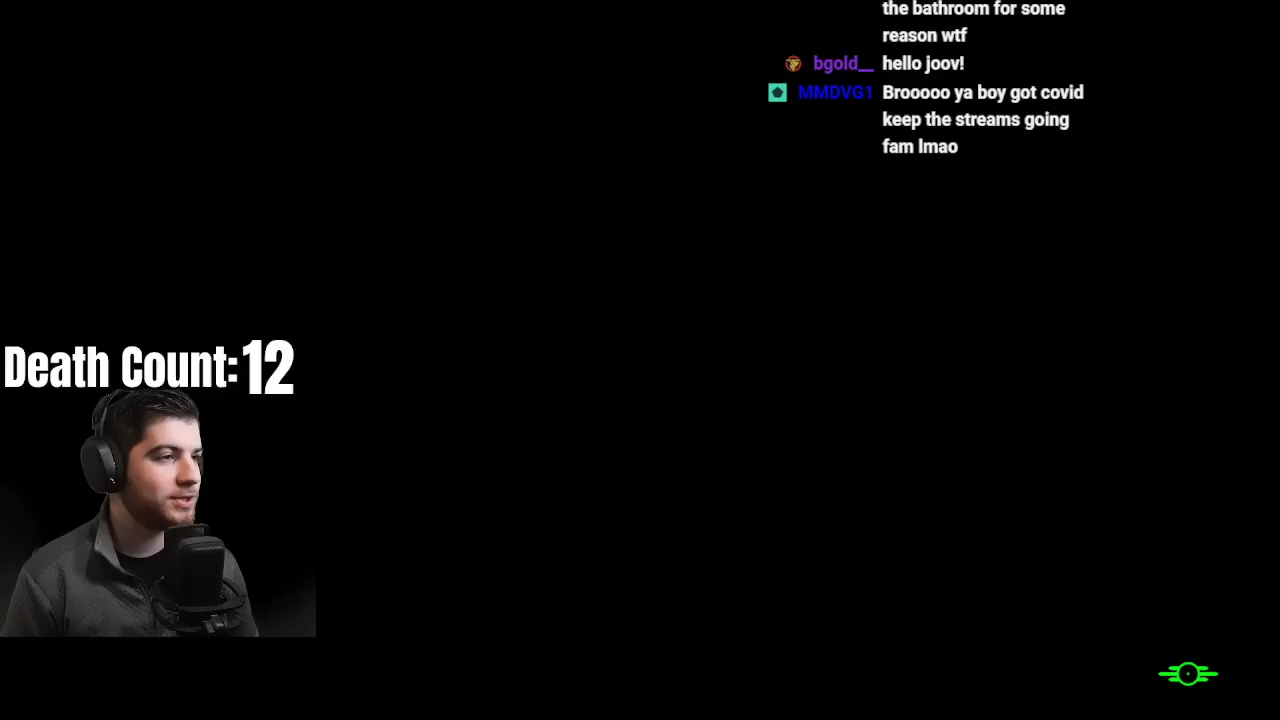 the bathroom for some
reason wtf
bgold__ hello joov!
MMDVG1 Brooooo ya boy got covid
keep the streams going
fam lmao
Death Count: 12